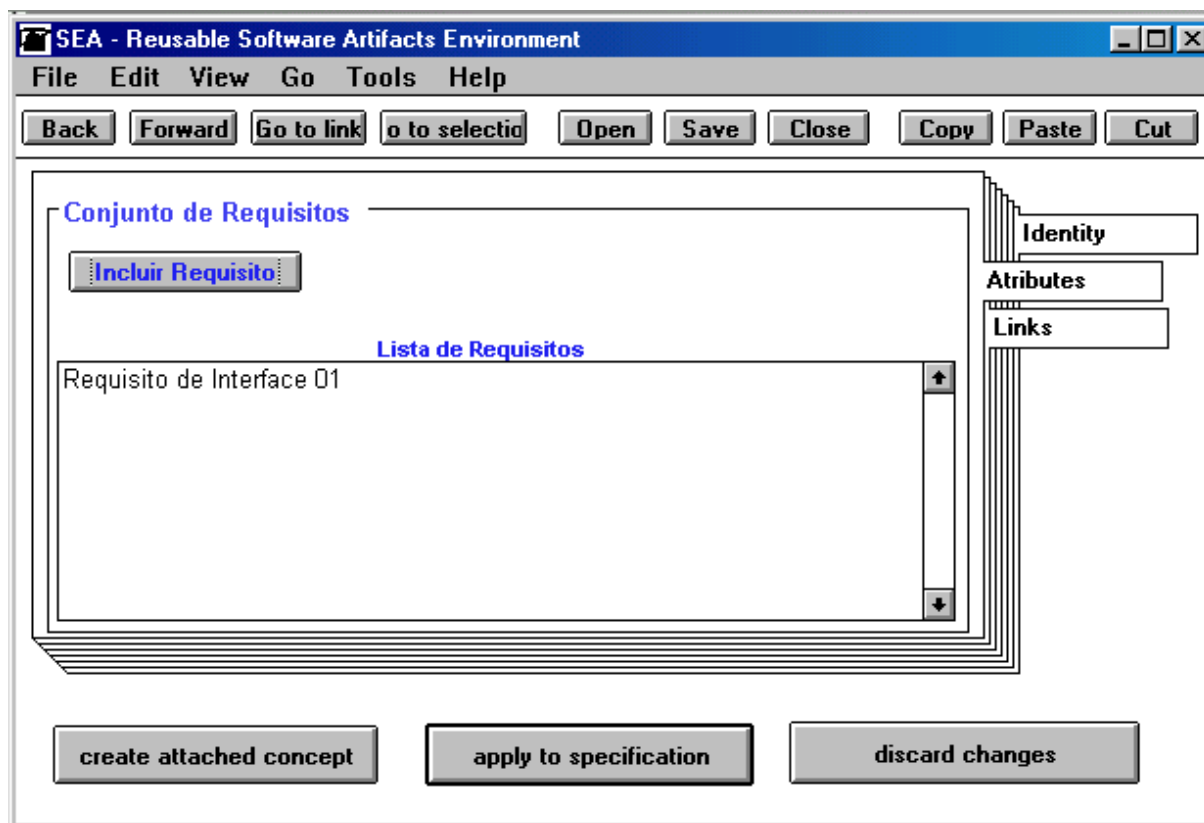 SEA - Reusable Software Artifacts Environment
File Edit View Go Tools Help
Back Forward Go to link o to selectio Open Save Close Copy Paste Cut
Conjunto de Requisitos
Identity
Incluir Requisito
Atributes
Links
Lista de Requisitos
Requisito de Interface 01
create attached concept apply to specification discard changes